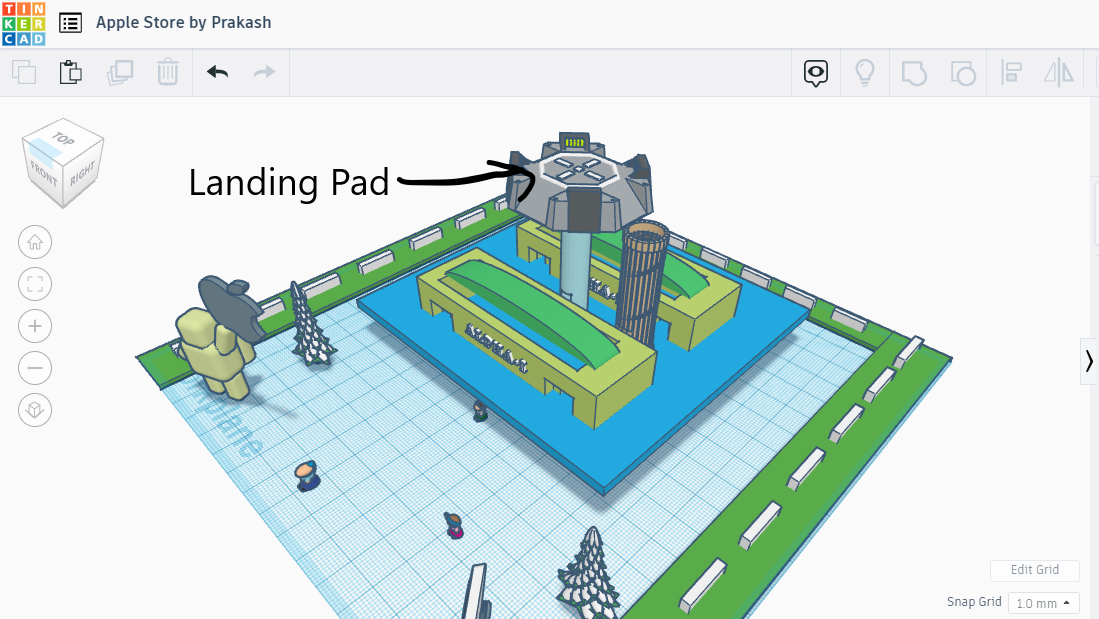 TIN
KER
CAD
Apple Store by Prakash
TOP
FRONT
RIGHT
Landing Pad
Edit Grid
Snap Grid
1.0 mm